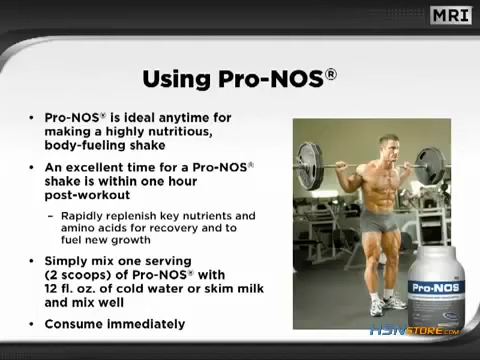 MRI
Using Pro-NOS®
• Pro-NOS® is ideal anytime for
making a highly nutritious,
body-fueling shake
• An excellent time for a Pro-NOS®
shake is within one hour
post-workout
– Rapidly replenish key nutrients and
amino acids for recovery and to
fuel new growth
• Simply mix one serving
(2 scoops) of Pro-NOS® with
12 fl. oz. of cold water or skim milk
and mix well
• Consume immediately
Pro-NOS
HSNSTORE.COM